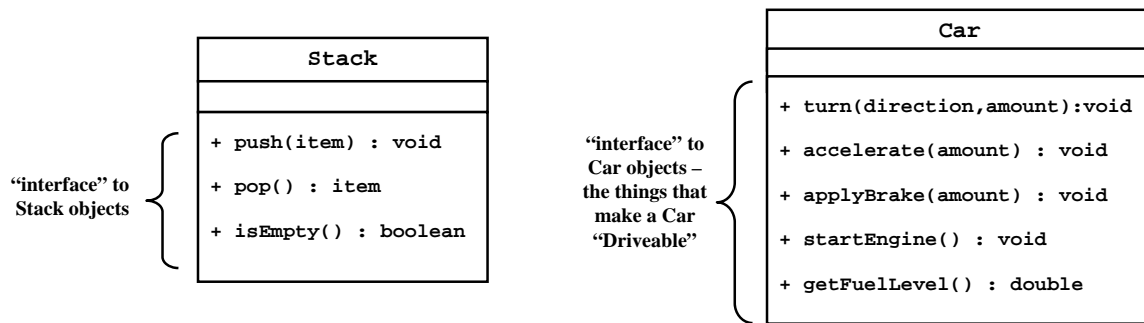 Stack
+ push(item) : void
+ pop() : item
+ isEmpty() : boolean
“interface” to
Stack objects
Car
+ turn(direction,amount):void
+ accelerate(amount) : void
+ applyBrake(amount) : void
+ startEngine() : void
+ getFuelLevel() : double
“interface” to
Car objects –
the things that
make a Car
“Driveable”